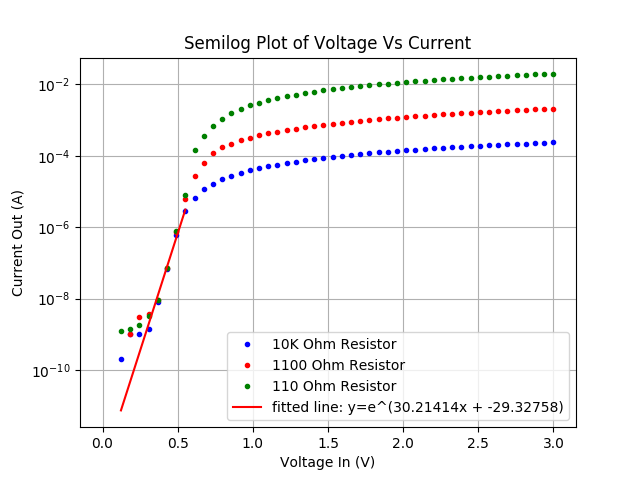 Semilog Plot of Voltage Vs Current
Current Out (A)
10⁻²
10⁻⁴
10⁻⁶
10⁻⁸
10⁻¹⁰
10K Ohm Resistor
1100 Ohm Resistor
110 Ohm Resistor
fitted line: y=e^(30.21414x + -29.32758)
0.0 0.5 1.0 1.5 2.0 2.5 3.0
Voltage In (V)